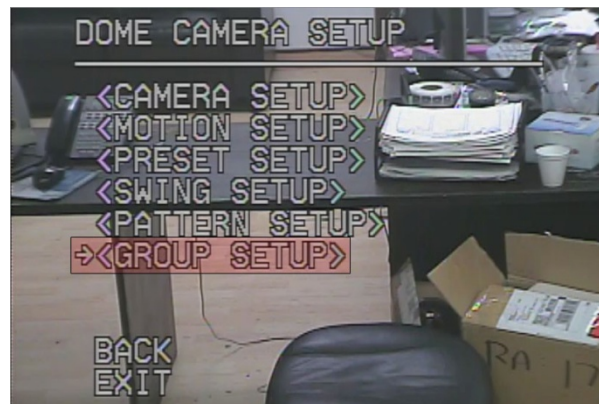 DOME CAMERA SETUP
<CAMERA SETUP>
<MOTION SETUP>
<PRESET SETUP>
<SWING SETUP>
<PATTERN SETUP>
→<GROUP SETUP>
BACK
EXIT
RA 17